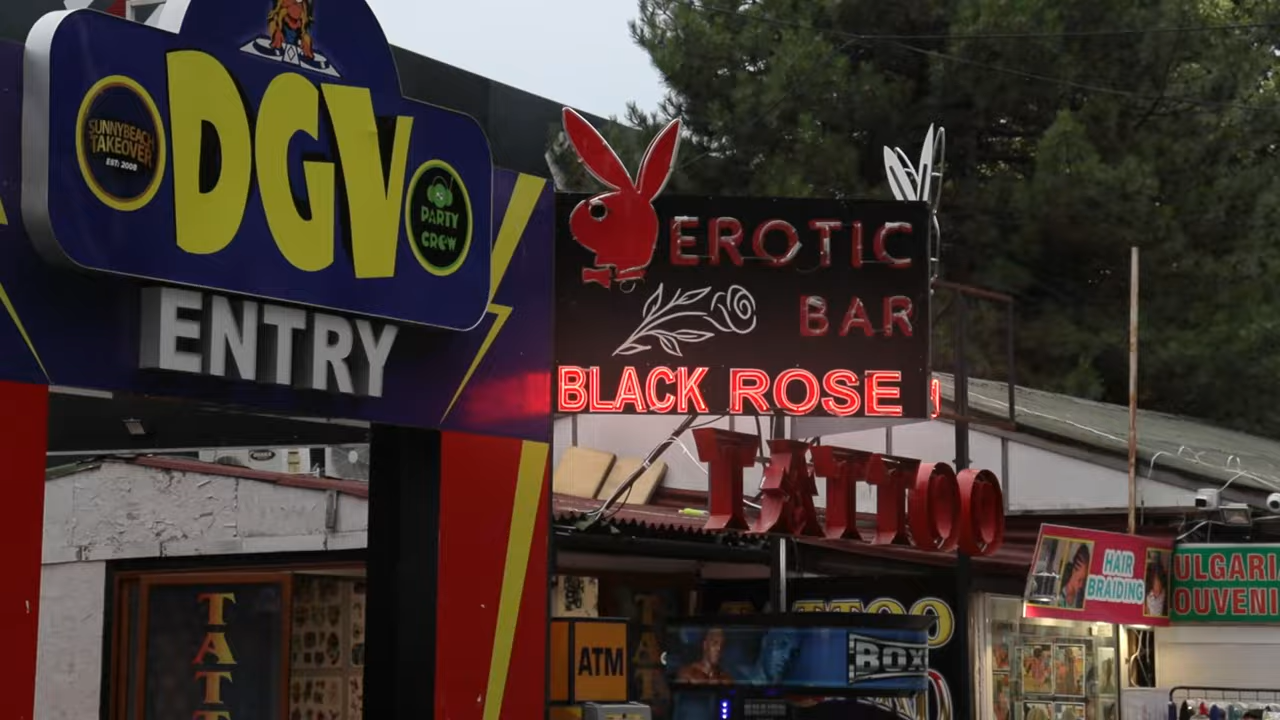 SUNNYBEACH
TAKEOVER
EST: 2008
DGV
PARTY
CREW
ENTRY
EROTIC
BAR
BLACK ROSE
TATTOO
HAIR
BRAIDING
ULGARI
OUVENI
TAT
ATM
BOX